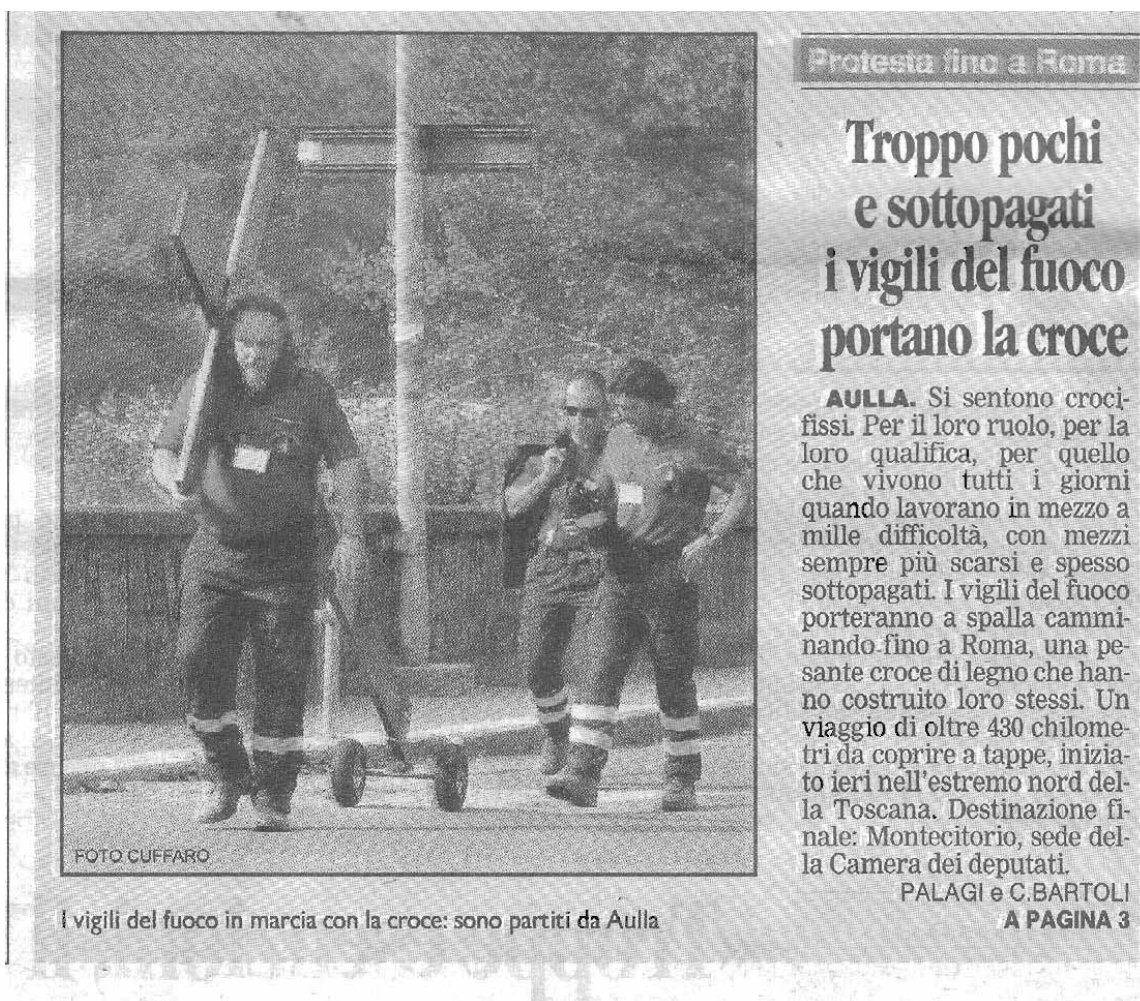 Protesta fino a Roma
Troppo pochi
e sottopagati
i vigili del fuoco
portano la croce
AULLA. Si sentono croci-
fissi. Per il loro ruolo, per la
loro qualifica, per quello
che vivono tutti i giorni
quando lavorano in mezzo a
mille difficoltà, con mezzi
sempre più scarsi e spesso
sottopagati. I vigili del fuoco
porteranno a spalla cammi-
nando fino a Roma, una pe-
sante croce di legno che han-
no costruito loro stessi. Un
viaggio di oltre 430 chilome-
tri da coprire a tappe, inizia-
to ieri nell'estremo nord del-
la Toscana. Destinazione fi-
nale: Montecitorio, sede del-
la Camera dei deputati.
PALAGI e C.BARTOLI
A PAGINA 3
FOTO CUFFARO
I vigili del fuoco in marcia con la croce: sono partiti da Aulla